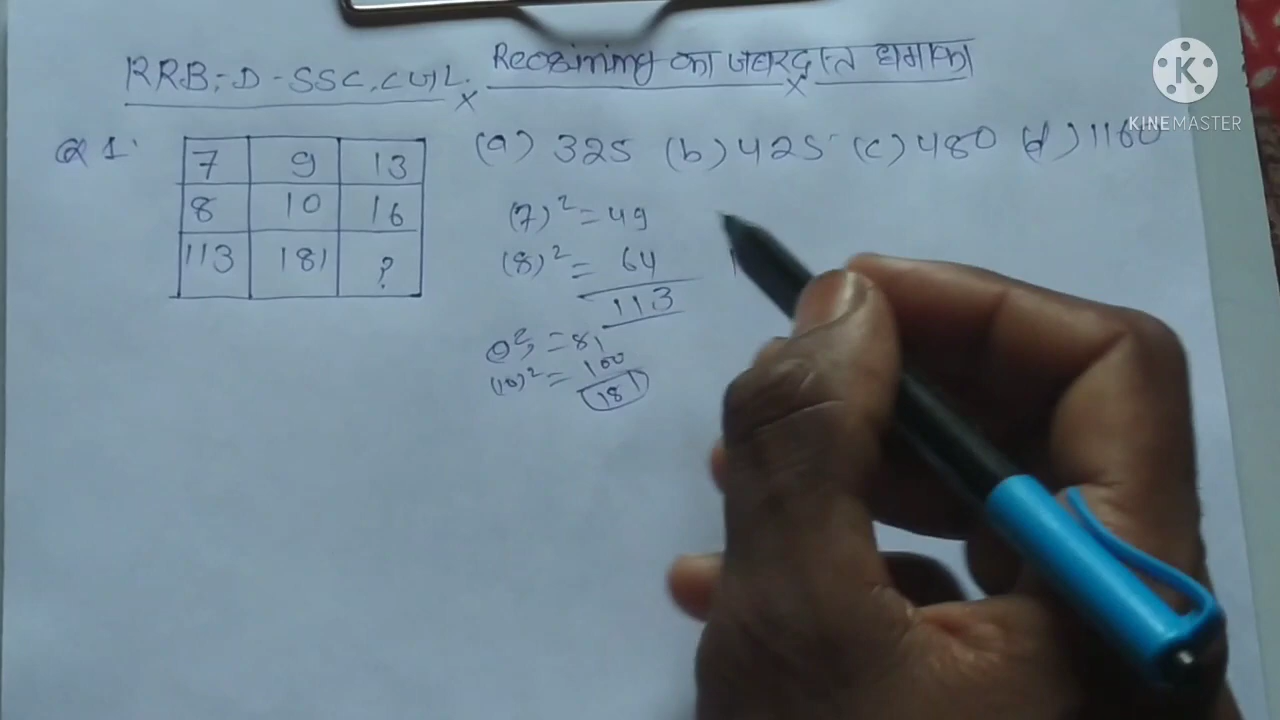 RRB-D-SSC, CGL. Reosining का जबरदस्त धमाका
KINEMASTER
Q 1. (a) 325 (b) 425 (c) 480 (d) 1160
7 9 13
8 10 16
113 181 ?
(7)² = 49
(8)² = 64
113
9², = 81
(10)² = 100
181